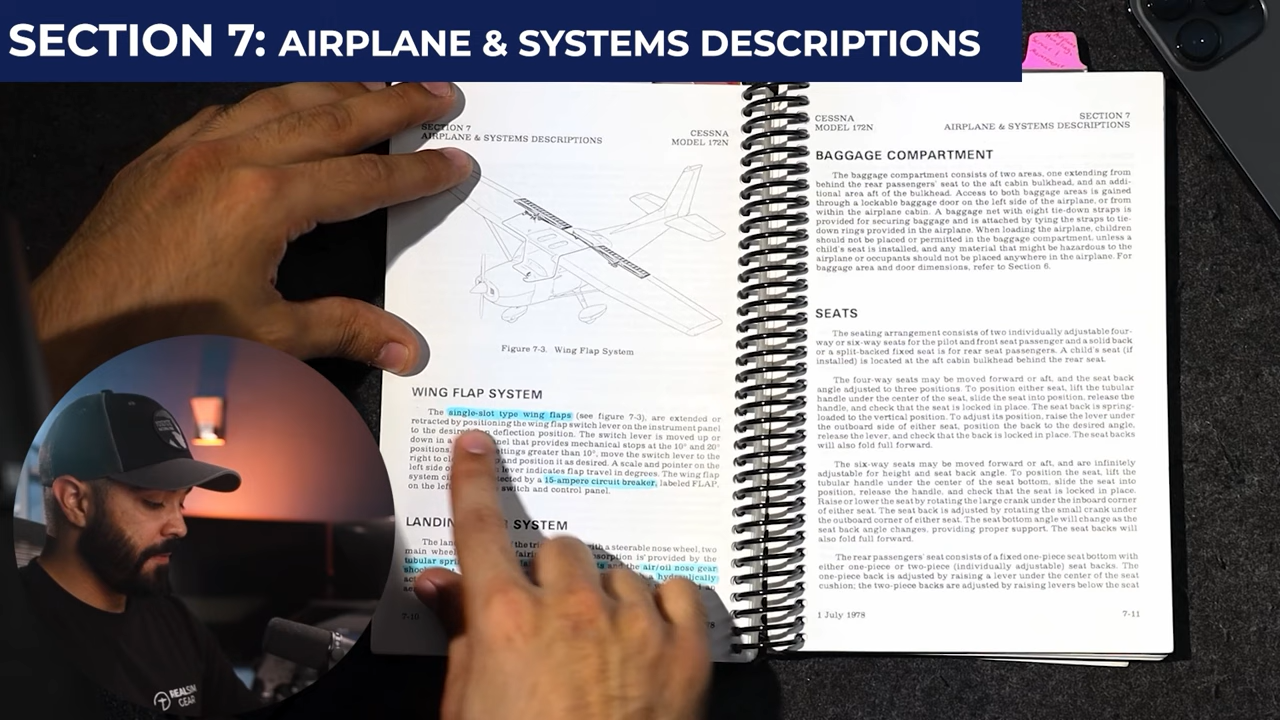 SECTION 7: AIRPLANE & SYSTEMS DESCRIPTIONS
SECTION 7
AIRPLANE & SYSTEMS DESCRIPTIONS
CESSNA
MODEL 172N
Figure 7-3. Wing Flap System
WING FLAP SYSTEM
The single-slot type wing flaps (see figure 7-3), are extended or
retracted by positioning the wing flap switch lever on the instrument panel
to the desired deflection position. The switch lever is moved up or
down in a panel that provides mechanical stops at the 10° and 20°
positions. settings greater than 10°, move the switch lever to the
right to and position it as desired. A scale and pointer on the
left side lever indicates flap travel in degrees. The wing flap
system by a 15-ampere circuit breaker, labeled FLAP,
on the left switch and control panel.
SYSTEM
The with a steerable nose wheel, two
main is provided by the
tubular and the air/oil nose gear
shock a hydraulically
7-10
CESSNA
MODEL 172N
SECTION 7
AIRPLANE & SYSTEMS DESCRIPTIONS
BAGGAGE COMPARTMENT
The baggage compartment consists of two areas, one extending from
behind the rear passengers' seat to the aft cabin bulkhead, and an addi-
tional area aft of the bulkhead. Access to both baggage areas is gained
through a lockable baggage door on the left side of the airplane, or from
within the airplane cabin. A baggage net with eight tie-down straps is
provided for securing baggage and is attached by tying the straps to tie-
down rings provided in the airplane. When loading the airplane, children
should not be placed or permitted in the baggage compartment, unless a
child's seat is installed, and any material that might be hazardous to the
airplane or occupants should not be placed anywhere in the airplane. For
baggage area and door dimensions, refer to Section 6.
SEATS
The seating arrangement consists of two individually adjustable four-
way or six-way seats for the pilot and front seat passenger and a solid back
or a split-backed fixed seat is for rear seat passengers. A child's seat (if
installed) is located at the aft cabin bulkhead behind the rear seat.
The four-way seats may be moved forward or aft, and the seat back
angle adjusted to three positions. To position either seat, lift the tubular
handle under the center of the seat, slide the seat into position, release the
handle, and check that the seat is locked in place. The seat back is spring-
loaded to the vertical position. To adjust its position, raise the lever under
the outboard side of either seat, position the back to the desired angle,
release the lever, and check that the back is locked in place. The seat backs
will also fold full forward.
The six-way seats may be moved forward or aft, and are infinitely
adjustable for height and seat back angle. To position the seat, lift the
tubular handle under the center of the seat bottom, slide the seat into
position, release the handle, and check that the seat is locked in place.
Raise or lower the seat by rotating the large crank under the inboard corner
of either seat. The seat back is adjusted by rotating the small crank under
the outboard corner of either seat. The seat bottom angle will change as the
seat back angle changes, providing proper support. The seat backs will
also fold full forward.
The rear passengers' seat consists of a fixed one-piece seat bottom with
either one-piece or two-piece (individually adjustable) seat backs. The
one-piece back is adjusted by raising a lever under the center of the seat
cushion; the two-piece backs are adjusted by raising levers below the seat
1 July 1978
7-11
REALSIM
GEAR